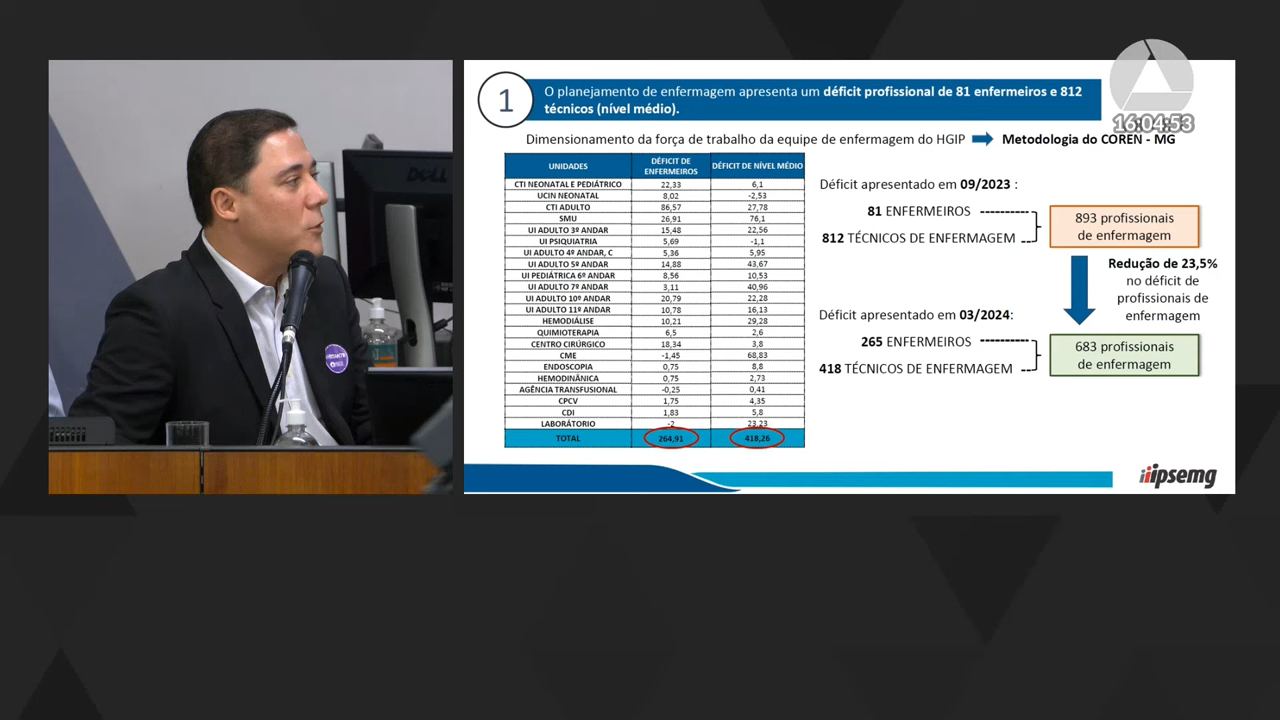 1
O planejamento de enfermagem apresenta um déficit profissional de 81 enfermeiros e 812
técnicos (nível médio).
16:04:53
Dimensionamento da força de trabalho da equipe de enfermagem do HGIP Metodologia do COREN - MG
UNIDADES DÉFICIT DE ENFERMEIROS DÉFICIT DE NÍVEL MÉDIO
CTI NEONATAL E PEDIÁTRICO 22,33 6,1
UCIN NEONATAL 8,02 -2,53
CTI ADULTO 86,57 27,78
SMU 26,91 76,1
UI ADULTO 3º ANDAR 15,48 22,56
UI PSIQUIATRIA 5,69 -1,1
UI ADULTO 4º ANDAR, C 5,36 5,95
UI ADULTO 5º ANDAR 14,88 43,67
UI PEDIÁTRICA 6º ANDAR 8,56 10,53
UI ADULTO 7º ANDAR 3,11 40,96
UI ADULTO 10º ANDAR 20,79 22,28
UI ADULTO 11º ANDAR 10,78 16,13
HEMODIÁLISE 10,21 29,28
QUIMIOTERAPIA 6,5 2,6
CENTRO CIRÚRGICO 18,34 3,8
CME -1,45 68,83
ENDOSCOPIA 0,75 8,8
HEMODINÂMICA 0,75 2,73
AGÊNCIA TRANSFUSIONAL -0,25 0,41
CPCV 1,75 4,35
CDI 1,83 5,8
LABORATÓRIO -2 23,23
TOTAL 264,91 418,26
Déficit apresentado em 09/2023 :
81 ENFERMEIROS
812 TÉCNICOS DE ENFERMAGEM
893 profissionais
de enfermagem
Redução de 23,5%
no déficit de
profissionais de
enfermagem
Déficit apresentado em 03/2024:
265 ENFERMEIROS
418 TÉCNICOS DE ENFERMAGEM
683 profissionais
de enfermagem
ipsemg
DELL